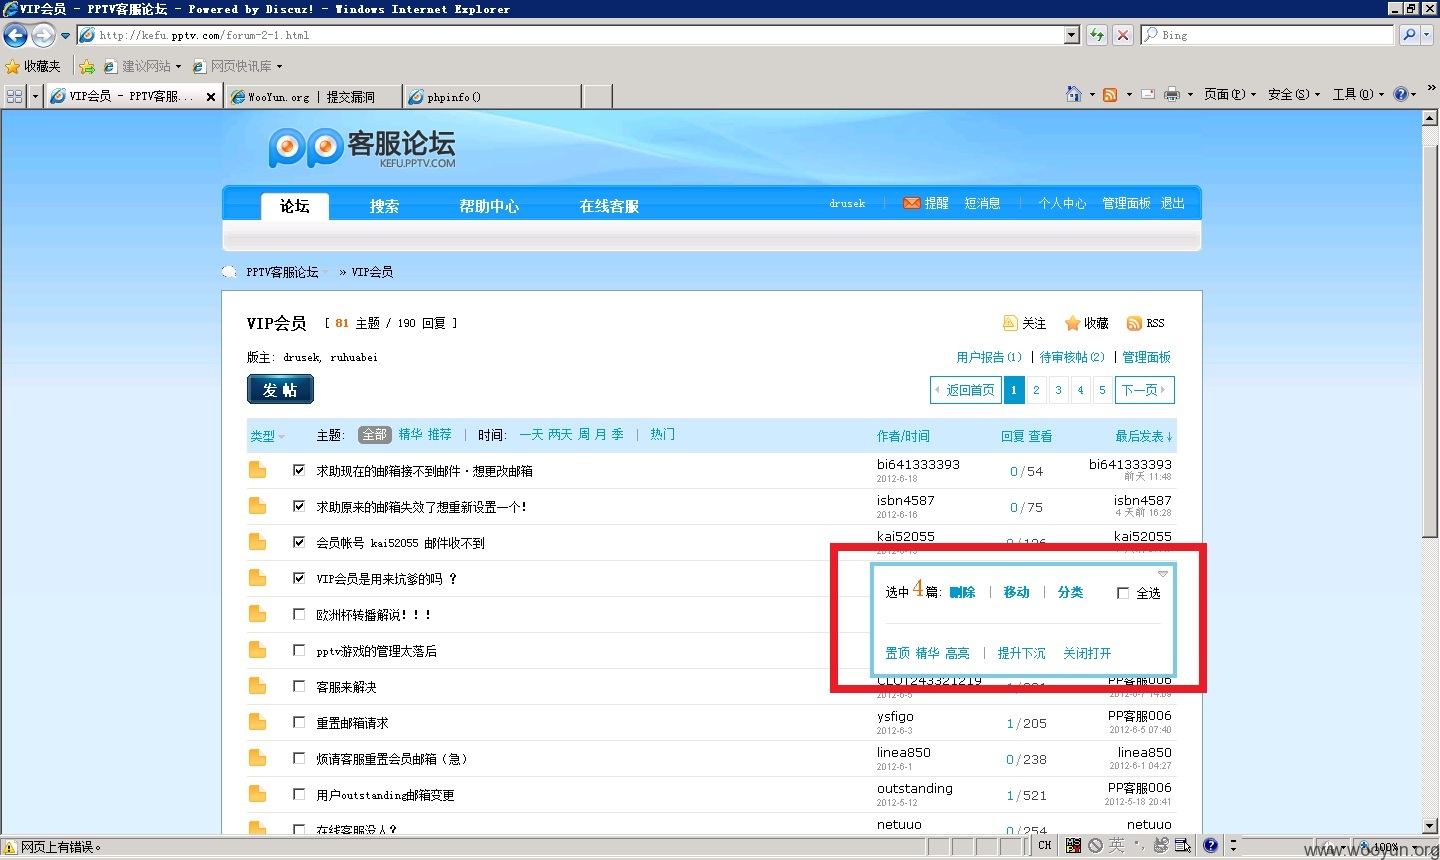 VIP会员 - PPTV客服论坛 - Powered by Discuz! - Windows Internet Explorer
http://kefu.pptv.com/forum-2-1.html
Bing
收藏夹 建议网站 网页快讯库
VIP会员 - PPTV客服... WooYun.org | 提交漏洞 phpinfo()
页面(P) 安全(S) 工具(O)
pp 客服论坛
KEFU.PPTV.COM
论坛 搜索 帮助中心 在线客服 drusek 提醒 短消息 个人中心 管理面板 退出
PPTV客服论坛 » VIP会员
VIP会员 [ 81 主题 / 190 回复 ] 关注 收藏 RSS
版主: drusek, ruhuabei 用户报告(1) | 待审核帖(2) | 管理面板
发帖 返回首页 1 2 3 4 5 下一页
类型 主题: 全部 精华 推荐 | 时间: 一天 两天 周 月 季 | 热门 作者/时间 回复 查看 最后发表↓
求助现在的邮箱接不到邮件·想更改邮箱 bi641333393 0/54 bi641333393
2012-6-18 前天 11:48
求助原来的邮箱失效了想重新设置一个! isbn4587 0/75 isbn4587
2012-6-16 4 天前 16:28
会员帐号 kai52055 邮件收不到 kai52055 0/126 kai52055
VIP会员是用来坑爹的吗 ?
选中4篇: 删除 | 移动 | 分类 全选
欧洲杯转播解说!!!
pptv游戏的管理太落后
置顶 精华 高亮 | 提升下沉 关闭打开
客服来解决 CLOT243321219 PP客服006
2012-6-5 2012-6-7 14:09
重置邮箱请求 ysfigo 1/205 PP客服006
2012-6-3 2012-6-5 07:40
烦请客服重置会员邮箱（急） linea850 0/238 linea850
2012-6-1 2012-6-1 04:27
用户outstanding邮箱变更 outstanding 1/521 PP客服006
2012-5-12 2012-5-18 20:41
在线客服没人? netuuo 0/254 netuuo
网页上有错误。 CH 英 100%
www.wooyun.org